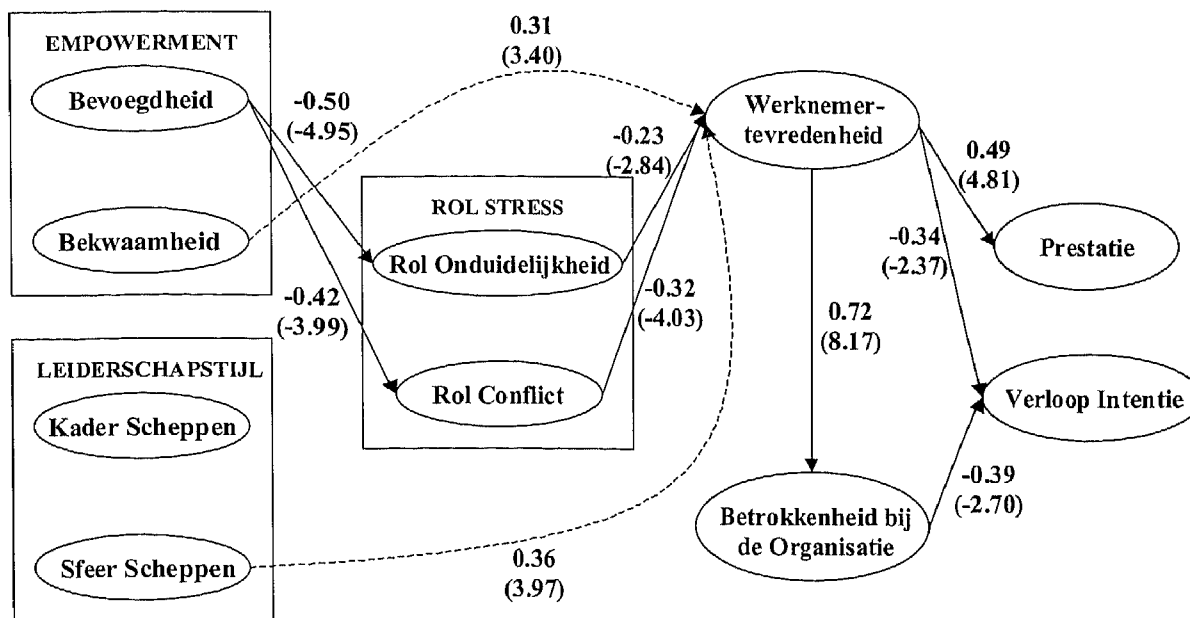 EMPOWERMENT
Bevoegdheid
Bekwaamheid
-0.50
(-4.95)
-0.42
(-3.99)
0.31
(3.40)
LEIDERSCHAPSTIJL
Kader Scheppen
Sfeer Scheppen
ROL STRESS
Rol Onduidelijkheid
Rol Conflict
-0.23
(-2.84)
-0.32
(-4.03)
0.36
(3.97)
Werknemer-
tevredenheid
0.72
(8.17)
Betrokkenheid bij
de Organisatie
0.49
(4.81)
-0.34
(-2.37)
Prestatie
Verloop Intentie
-0.39
(-2.70)